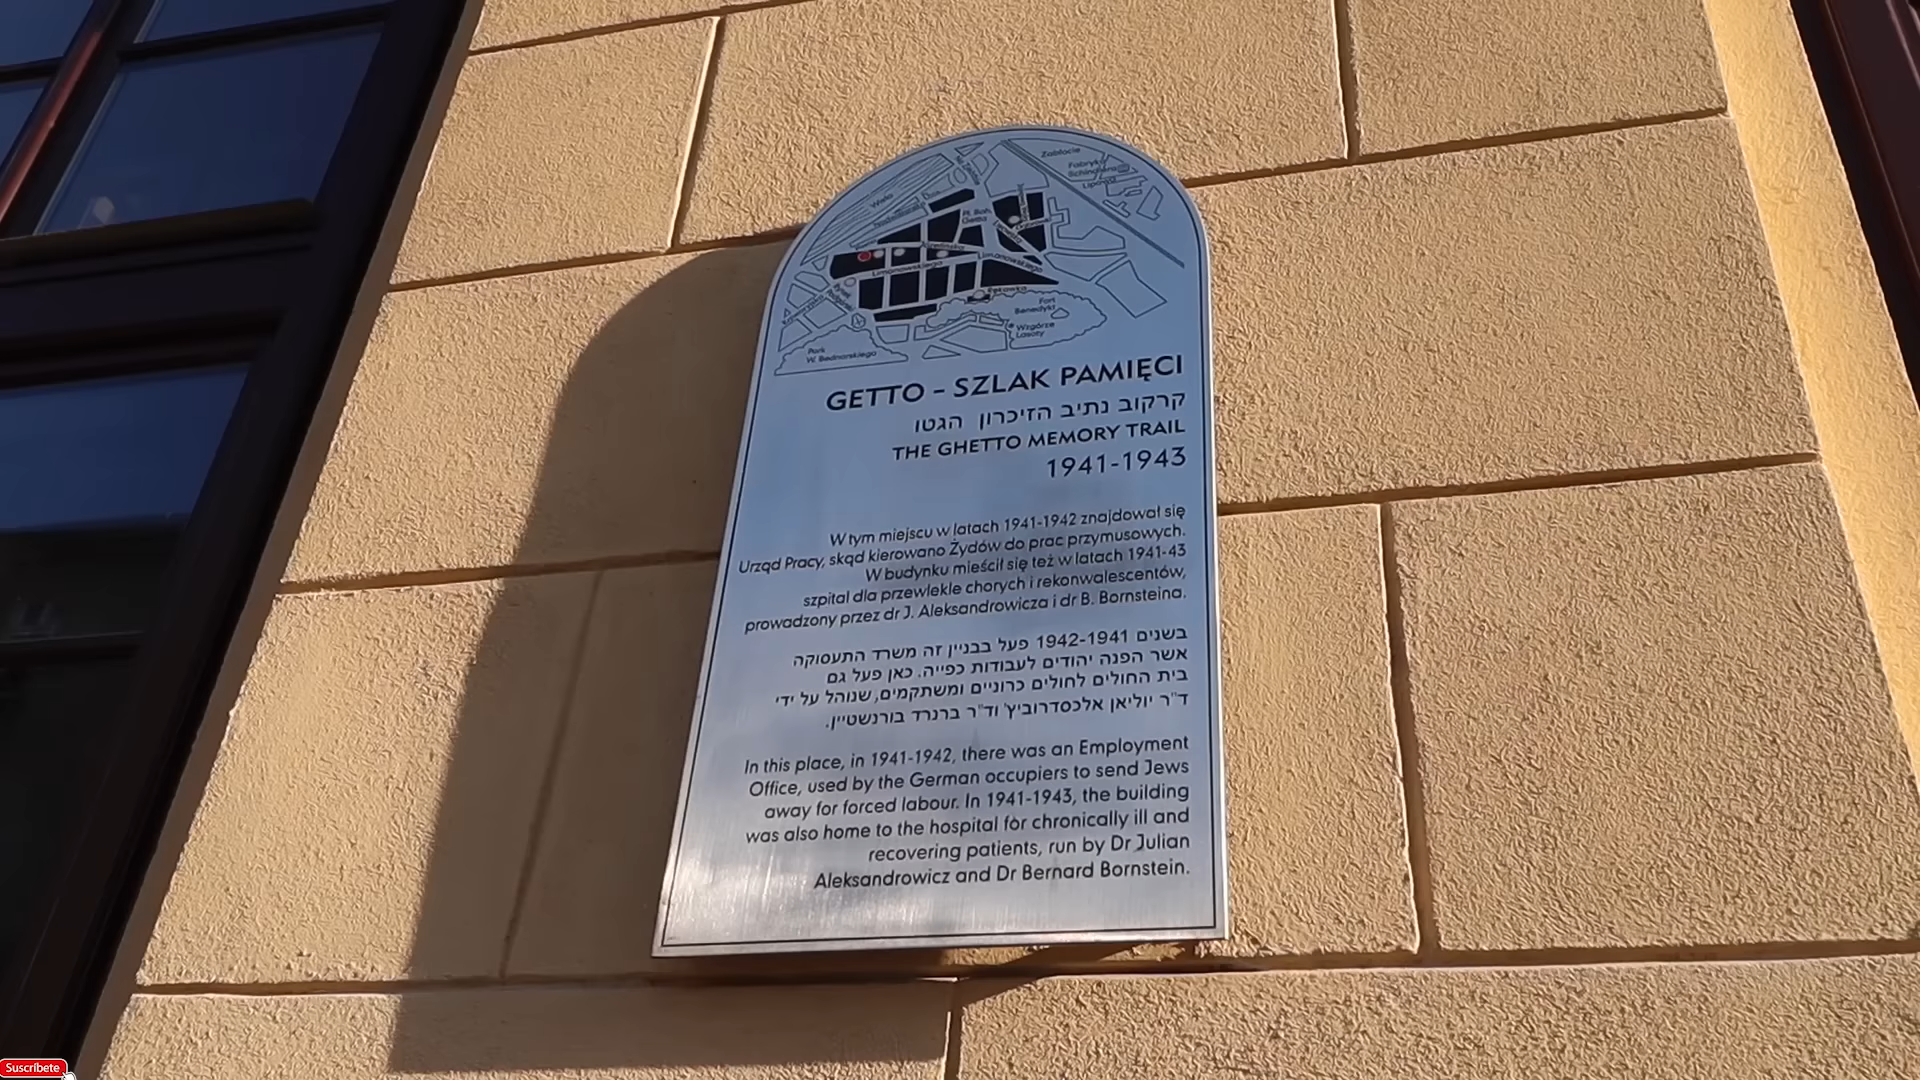 Zabłocie
Fabryka
Schindlera
Lipowa
Wisła
Nadwiślańska
Pl. Boh.
Getta
Józefińska
Limanowskiego
Limanowskiego
Rynek
Podgórski
Rękawka
Fort
Benedykt
Wzgórze
Lasoty
Park
W. Bednarskiego
GETTO – SZLAK PAMIĘCI
קרקוב נתיב הזיכרון הגטו
THE GHETTO MEMORY TRAIL
1941-1943
W tym miejscu w latach 1941-1942 znajdował się
Urząd Pracy, skąd kierowano Żydów do prac przymusowych.
W budynku mieścił się też w latach 1941-43
szpital dla przewlekle chorych i rekonwalescentów,
prowadzony przez dr J. Aleksandrowicza i dr B. Bornsteina.
בשנים 1942-1941 פעל בבניין זה משרד התעסוקה
אשר הפנה יהודים לעבודות כפייה. כאן פעל גם
בית החולים לחולים כרוניים ומשתקמים, שנוהל על ידי
ד"ר יוליאן אלכסדרוביץ' וד"ר ברנרד בורנשטיין.
In this place, in 1941-1942, there was an Employment
Office, used by the German occupiers to send Jews
away for forced labour. In 1941-1943, the building
was also home to the hospital for chronically ill and
recovering patients, run by Dr Julian
Aleksandrowicz and Dr Bernard Bornstein.
Suscríbete